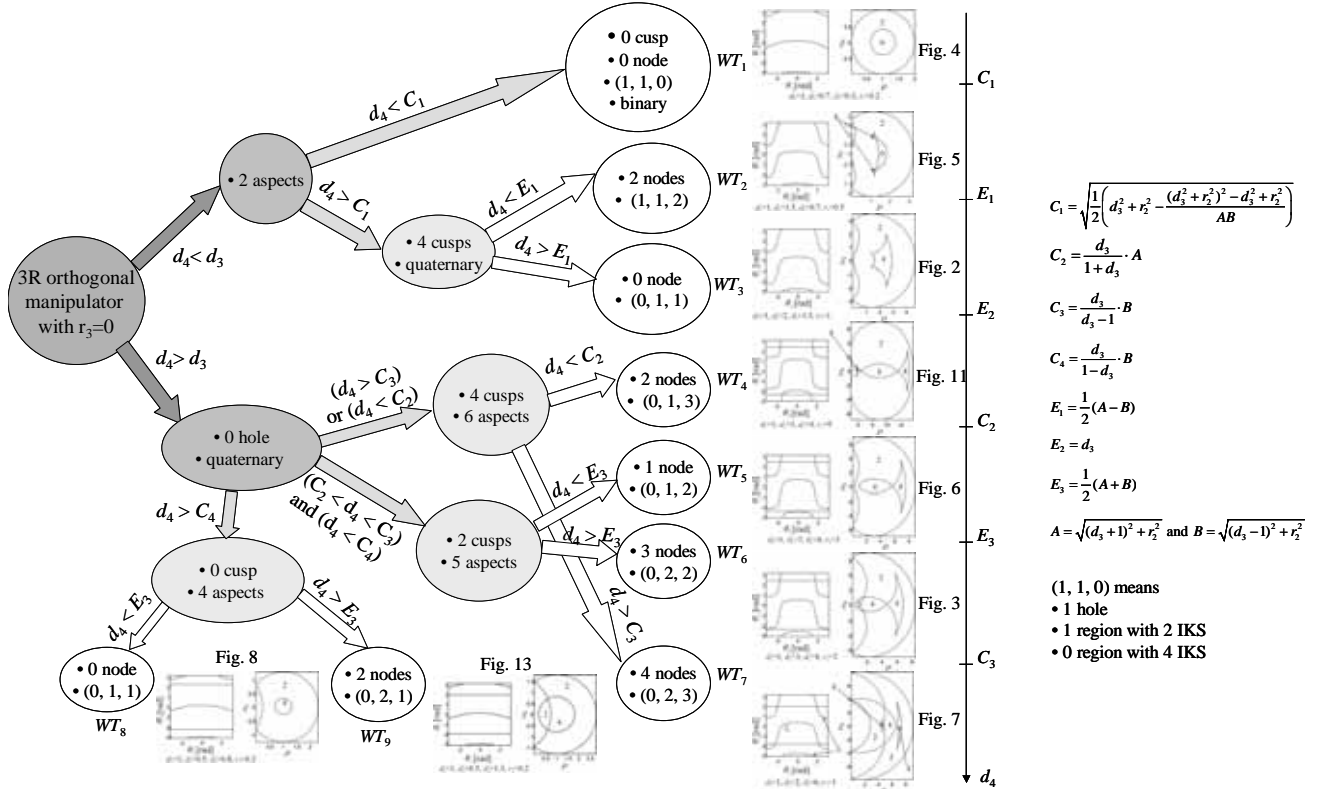 3R orthogonal
manipulator
with r₃=0
d₄< d₃
d₄> d₃
• 2 aspects
d₄< C₁
d₄> C₁
• 0 cusp
• 0 node
• (1, 1, 0)
• binary
WT₁
• 4 cusps
• quaternary
d₄< E₁
d₄> E₁
• 2 nodes
• (1, 1, 2)
WT₂
• 0 node
• (0, 1, 1)
WT₃
• 0 hole
• quaternary
(d₄> C₃)
or (d₄< C₂)
(C₂< d₄< C₃)
and (d₄< C₄)
d₄> C₄
• 4 cusps
• 6 aspects
d₄< C₂
d₄> C₃
• 2 nodes
• (0, 1, 3)
WT₄
• 2 cusps
• 5 aspects
d₄< E₃
d₄> E₃
• 1 node
• (0, 1, 2)
WT₅
• 3 nodes
• (0, 2, 2)
WT₆
• 4 nodes
• (0, 2, 3)
WT₇
• 0 cusp
• 4 aspects
d₄< E₃
d₄> E₃
• 0 node
• (0, 1, 1)
WT₈
• 2 nodes
• (0, 2, 1)
WT₉
Fig. 8
Fig. 13
Fig. 4
Fig. 5
Fig. 2
Fig. 11
Fig. 6
Fig. 3
Fig. 7
C₁
E₁
E₂
C₂
E₃
C₃
d₄
C₁ = √(1/2 (d₃² + r₂² − ((d₃² + r₂²)² − d₃² + r₂²)/AB))
C₂ = d₃/(1+d₃) · A
C₃ = d₃/(d₃−1) · B
C₄ = d₃/(1−d₃) · B
E₁ = 1/2 (A−B)
E₂ = d₃
E₃ = 1/2 (A+B)
A = √((d₃+1)² + r₂²) and B = √((d₃−1)² + r₂²)
(1, 1, 0) means
• 1 hole
• 1 region with 2 IKS
• 0 region with 4 IKS